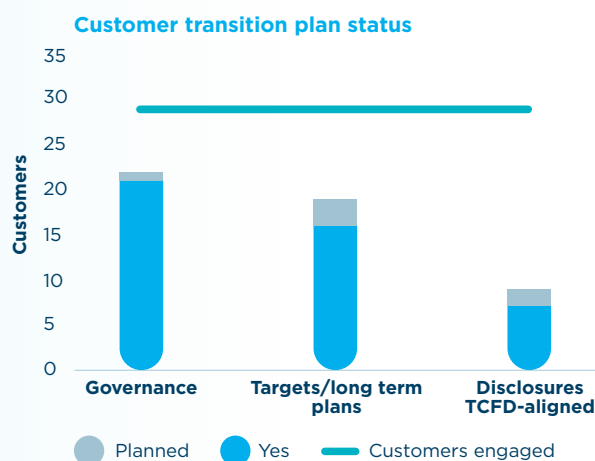 Customer transition plan status
35
30
25
20
15
10
5
0
Customers
Governance
Targets/long term
plans
Disclosures
TCFD-aligned
Planned
Yes
Customers engaged